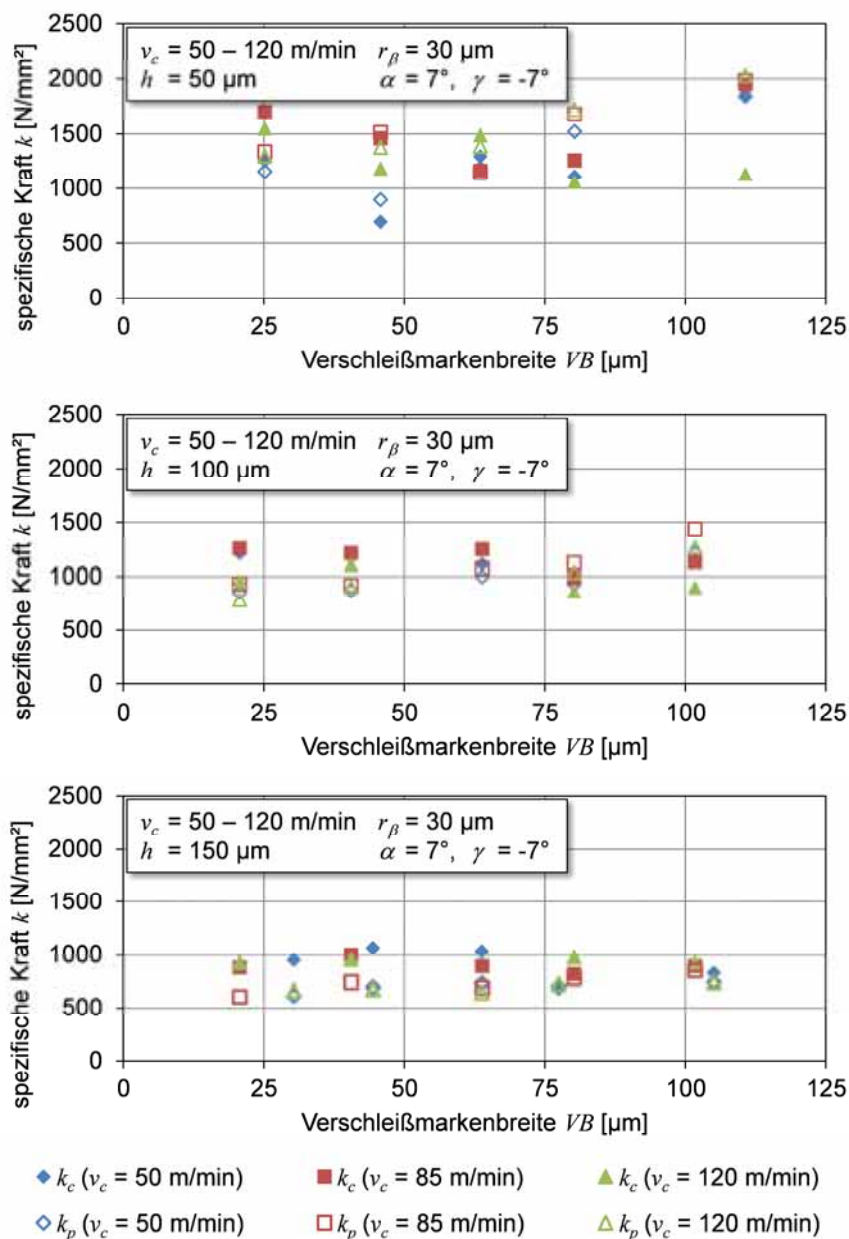 spezifische Kraft k [N/mm²]
2500
2000
1500
1000
500
0
v_c = 50 – 120 m/min r_β = 30 µm
h = 50 µm α = 7°, γ = -7°
0 25 50 75 100 125
Verschleißmarkenbreite VB [µm]
spezifische Kraft k [N/mm²]
2500
2000
1500
1000
500
0
v_c = 50 – 120 m/min r_β = 30 µm
h = 100 µm α = 7°, γ = -7°
0 25 50 75 100 125
Verschleißmarkenbreite VB [µm]
spezifische Kraft k [N/mm²]
2500
2000
1500
1000
500
0
v_c = 50 – 120 m/min r_β = 30 µm
h = 150 µm α = 7°, γ = -7°
0 25 50 75 100 125
Verschleißmarkenbreite VB [µm]
k_c (v_c = 50 m/min) k_c (v_c = 85 m/min) k_c (v_c = 120 m/min)
k_p (v_c = 50 m/min) k_p (v_c = 85 m/min) k_p (v_c = 120 m/min)